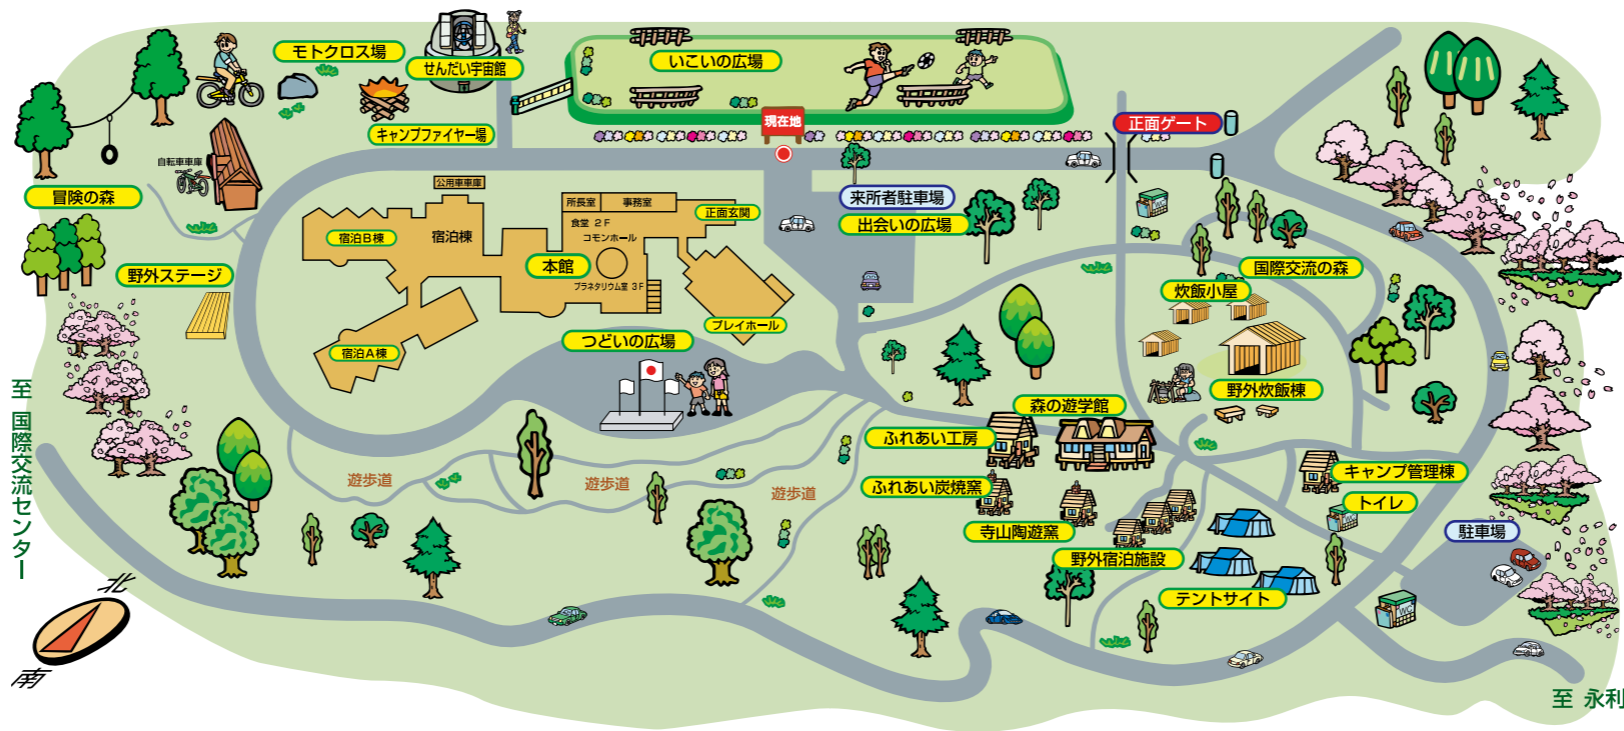 モトクロス場
せんだい宇宙館
いこいの広場
キャンプファイヤー場
現在地
正面ゲート
自転車車庫
冒険の森
公用車車庫
所長室
事務室
正面玄関
来所者駐車場
出会いの広場
宿泊B棟
宿泊棟
食堂 2F
コモンホール
本館
プラネタリウム室 3F
野外ステージ
国際交流の森
炊飯小屋
プレイホール
つどいの広場
宿泊A棟
野外炊飯棟
森の遊学館
ふれあい工房
至 国際交流センター
遊歩道
遊歩道
遊歩道
ふれあい炭焼窯
キャンプ管理棟
トイレ
寺山陶遊窯
駐車場
野外宿泊施設
テントサイト
WC
北
南
至 永利